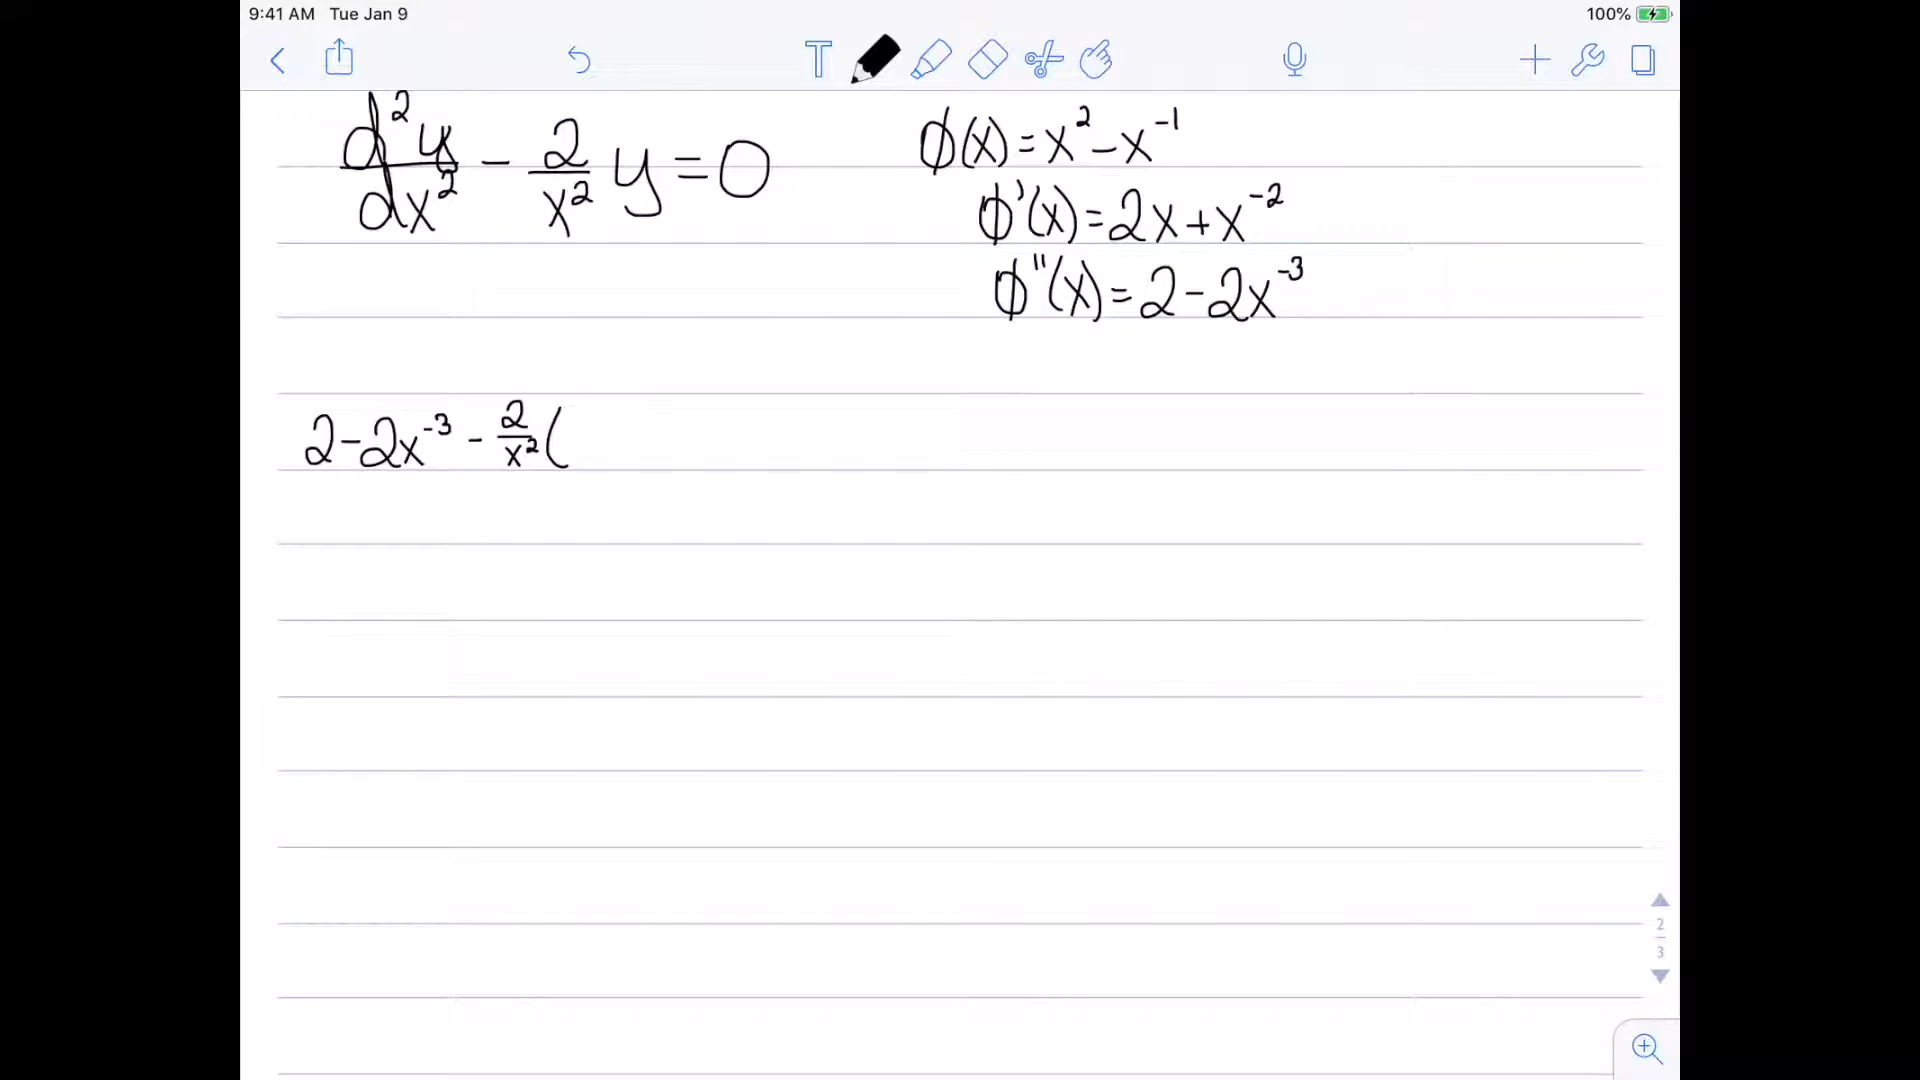 9:41 AM Tue Jan 9
100%
T
d²y/dx² - 2/x² y = 0
ϕ(x) = x² - x⁻¹
ϕ'(x) = 2x + x⁻²
ϕ''(x) = 2 - 2x⁻³
2 - 2x⁻³ - 2/x² (
2
3